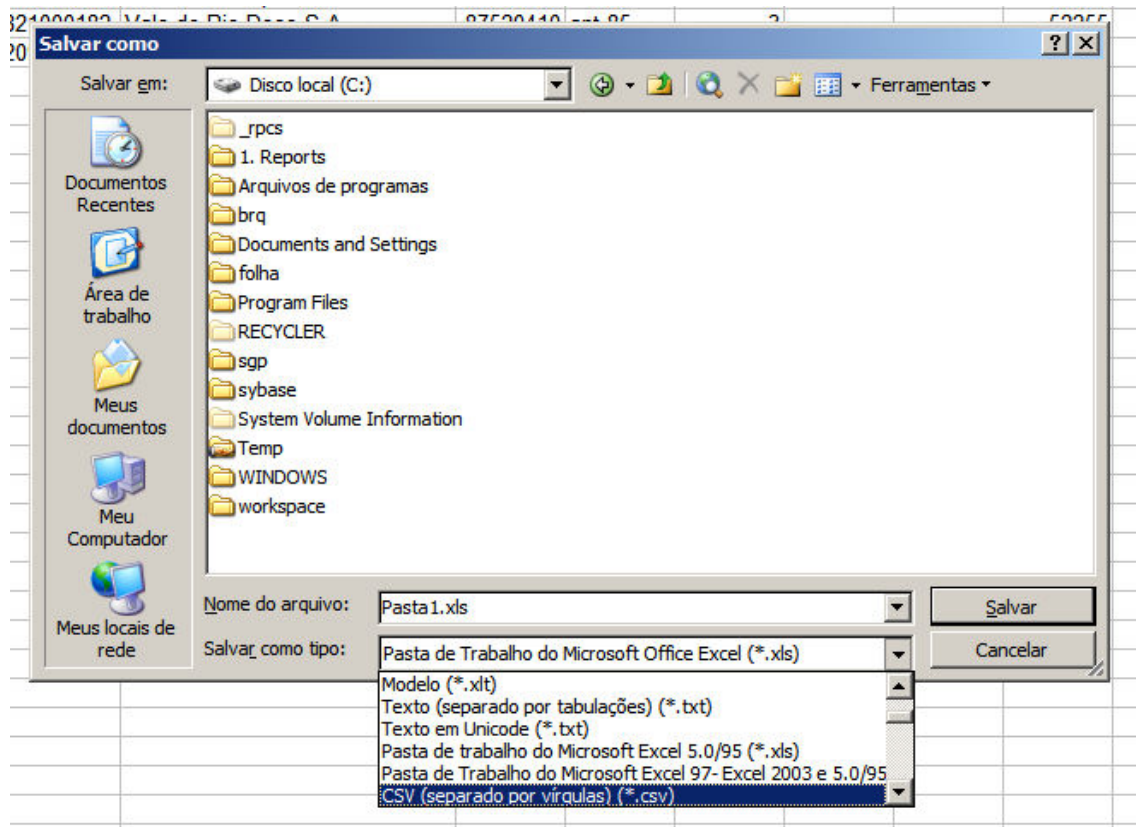 Salvar como
Salvar em:
Disco local (C:)
Ferramentas
Documentos
Recentes
Área de
trabalho
Meus
documentos
Meu
Computador
Meus locais de
rede
_rpcs
1. Reports
Arquivos de programas
brq
Documents and Settings
folha
Program Files
RECYCLER
sgp
sybase
System Volume Information
Temp
WINDOWS
workspace
Nome do arquivo:
Pasta1.xls
Salvar
Salvar como tipo:
Pasta de Trabalho do Microsoft Office Excel (*.xls)
Cancelar
Modelo (*.xlt)
Texto (separado por tabulações) (*.txt)
Texto em Unicode (*.txt)
Pasta de trabalho do Microsoft Excel 5.0/95 (*.xls)
Pasta de Trabalho do Microsoft Excel 97- Excel 2003 e 5.0/95
CSV (separado por vírgulas) (*.csv)